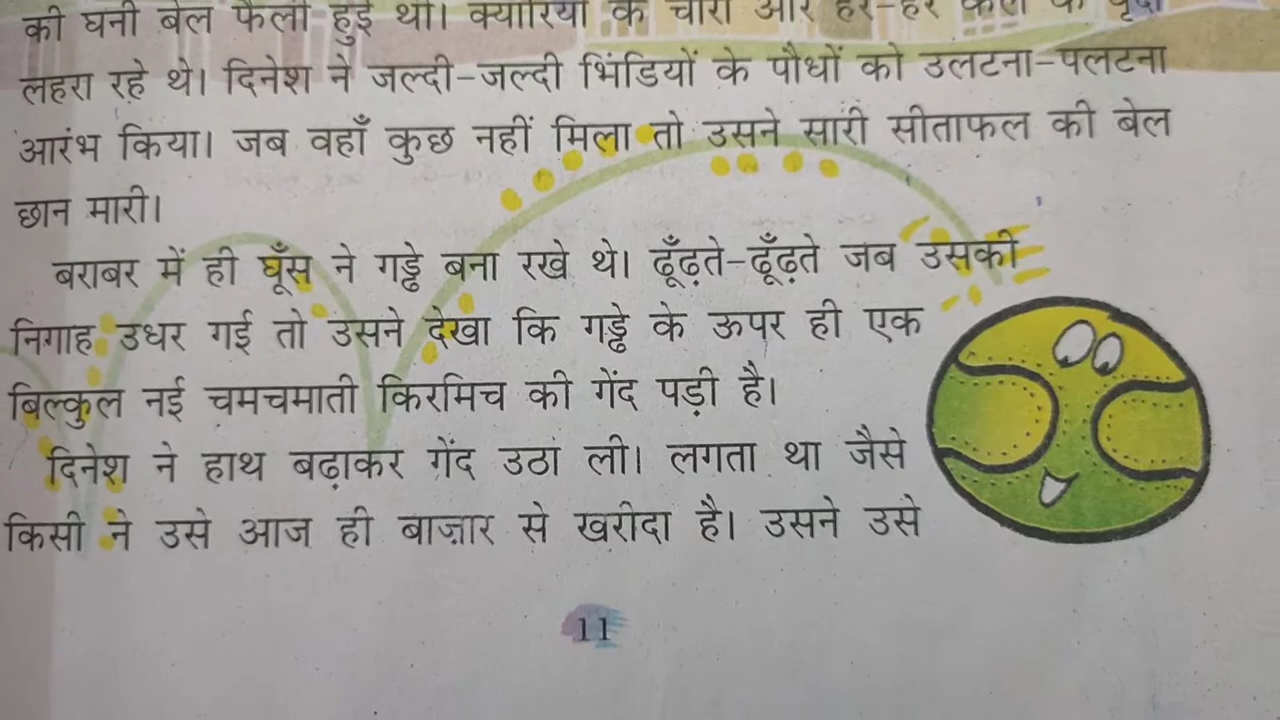 की घनी बेल फैली हुई थी। क्यारियों के चारों ओर हरे-हरे केले के वृक्ष
लहरा रहे थे। दिनेश ने जल्दी-जल्दी भिंडियों के पौधों को उलटना-पलटना
आरंभ किया। जब वहाँ कुछ नहीं मिला तो उसने सारी सीताफल की बेल
छान मारी।
बराबर में ही घूँस ने गड्ढे बना रखे थे। ढूँढ़ते-ढूँढ़ते जब उसकी
निगाह उधर गई तो उसने देखा कि गड्ढे के ऊपर ही एक
बिल्कुल नई चमचमाती किरमिच की गेंद पड़ी है।
दिनेश ने हाथ बढ़ाकर गेंद उठा ली। लगता था जैसे
किसी ने उसे आज ही बाज़ार से खरीदा है। उसने उसे
11